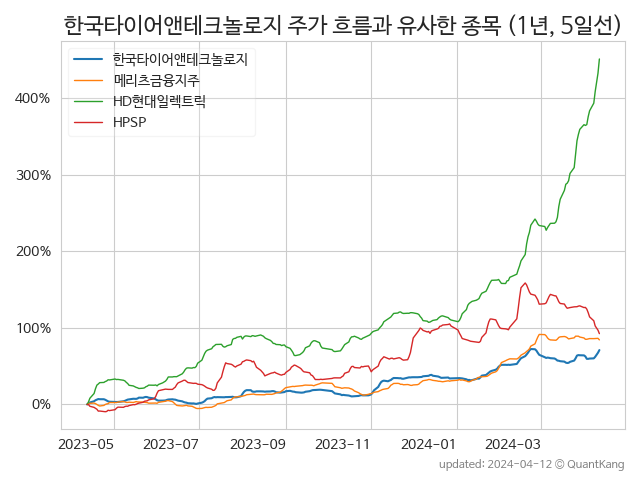 한국타이어앤테크놀로지 주가 흐름과 유사한 종목 (1년, 5일선)
한국타이어앤테크놀로지
메리츠금융지주
HD현대일렉트릭
HPSP
400%
300%
200%
100%
0%
2023-05 2023-07 2023-09 2023-11 2024-01 2024-03
updated: 2024-04-12 © QuantKang